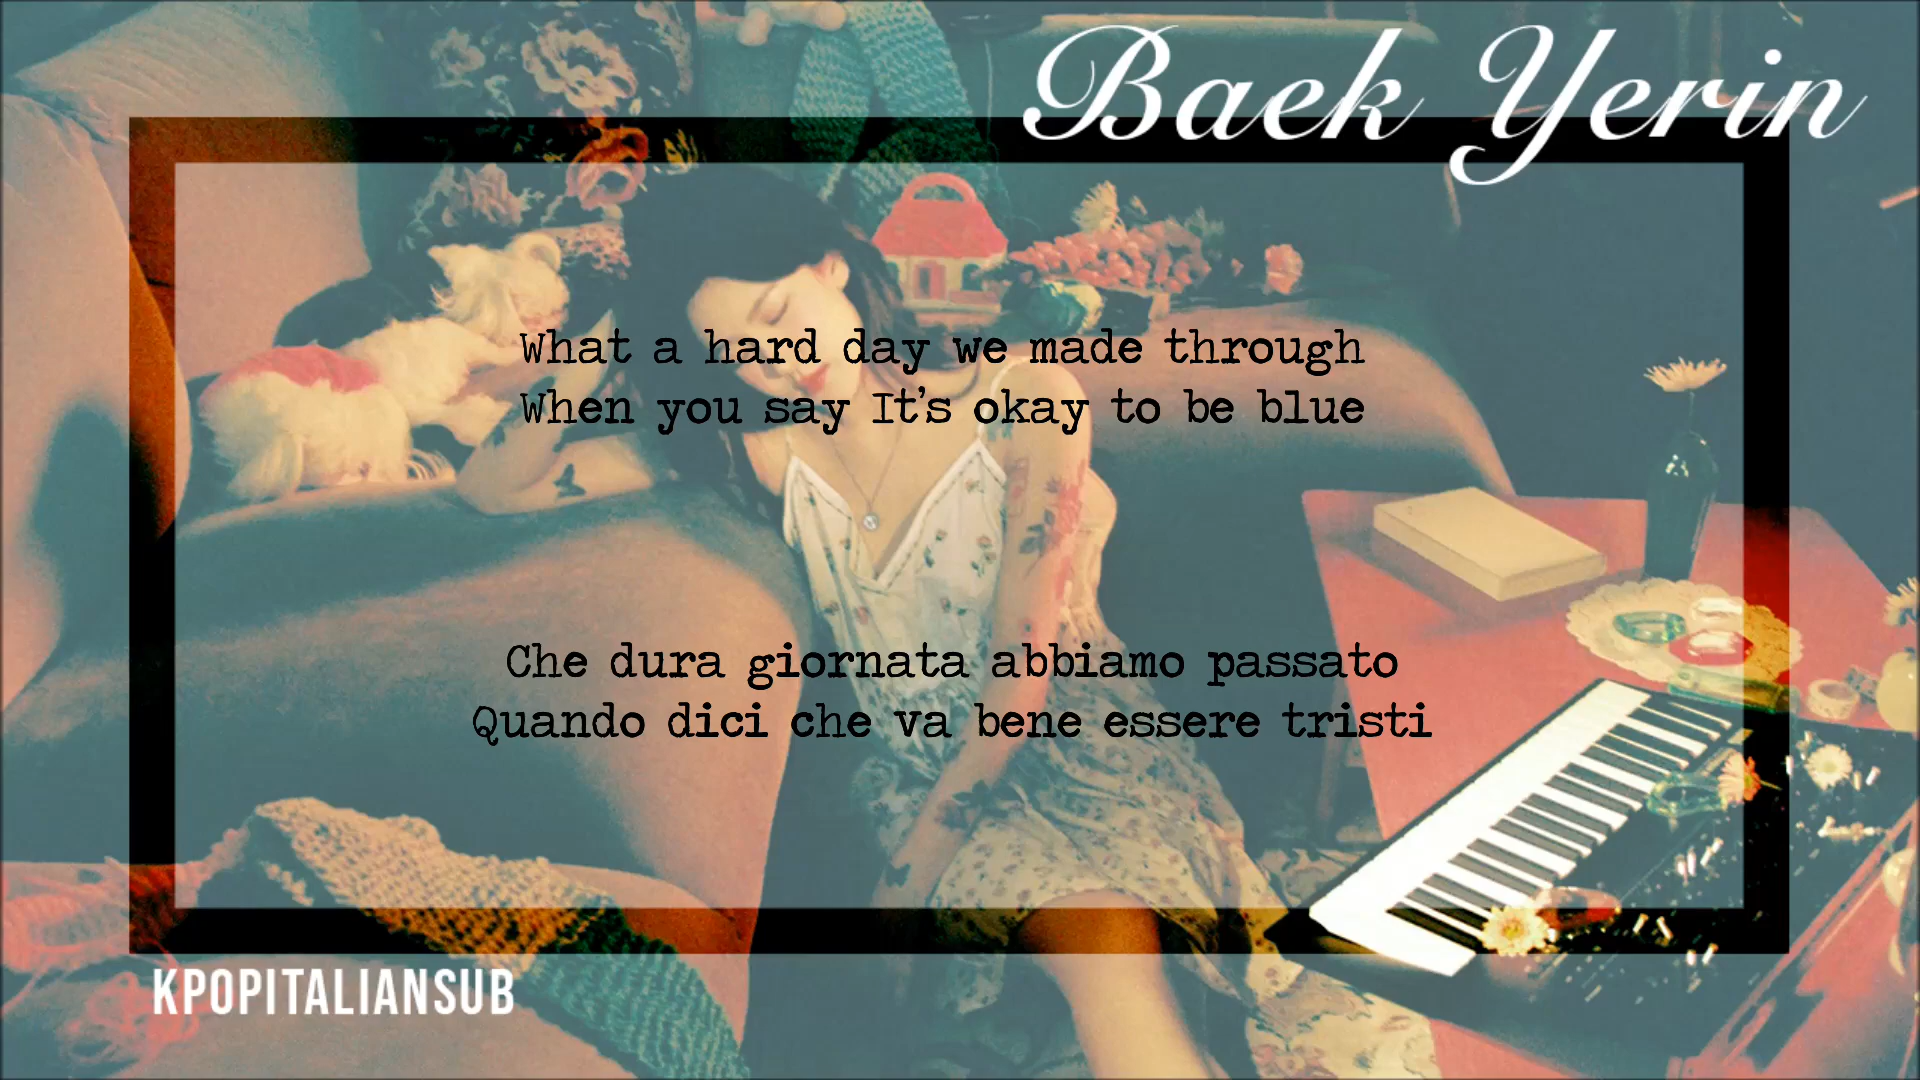 Baek Yerin
What a hard day we made through
When you say It's okay to be blue
Che dura giornata abbiamo passato
Quando dici che va bene essere tristi
KPOPITALIANSUB